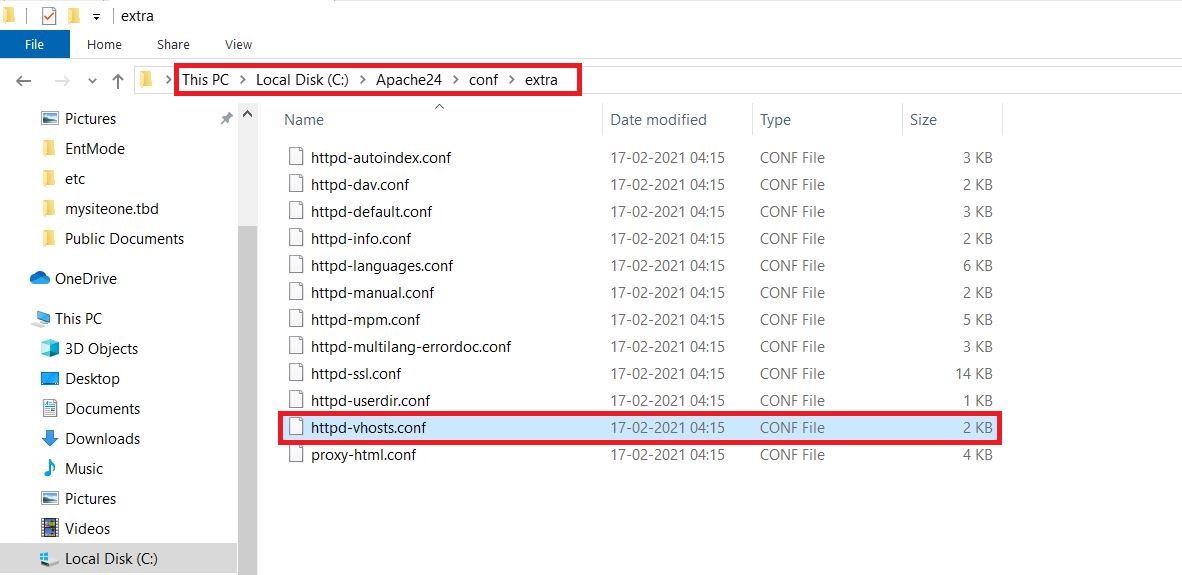 extra
File Home Share View
This PC > Local Disk (C:) > Apache24 > conf > extra
Pictures
EntMode
etc
mysiteone.tbd
Public Documents
OneDrive
This PC
3D Objects
Desktop
Documents
Downloads
Music
Pictures
Videos
Local Disk (C:)
Name Date modified Type Size
httpd-autoindex.conf 17-02-2021 04:15 CONF File 3 KB
httpd-dav.conf 17-02-2021 04:15 CONF File 2 KB
httpd-default.conf 17-02-2021 04:15 CONF File 3 KB
httpd-info.conf 17-02-2021 04:15 CONF File 2 KB
httpd-languages.conf 17-02-2021 04:15 CONF File 6 KB
httpd-manual.conf 17-02-2021 04:15 CONF File 2 KB
httpd-mpm.conf 17-02-2021 04:15 CONF File 5 KB
httpd-multilang-errordoc.conf 17-02-2021 04:15 CONF File 3 KB
httpd-ssl.conf 17-02-2021 04:15 CONF File 14 KB
httpd-userdir.conf 17-02-2021 04:15 CONF File 1 KB
httpd-vhosts.conf 17-02-2021 04:15 CONF File 2 KB
proxy-html.conf 17-02-2021 04:15 CONF File 4 KB